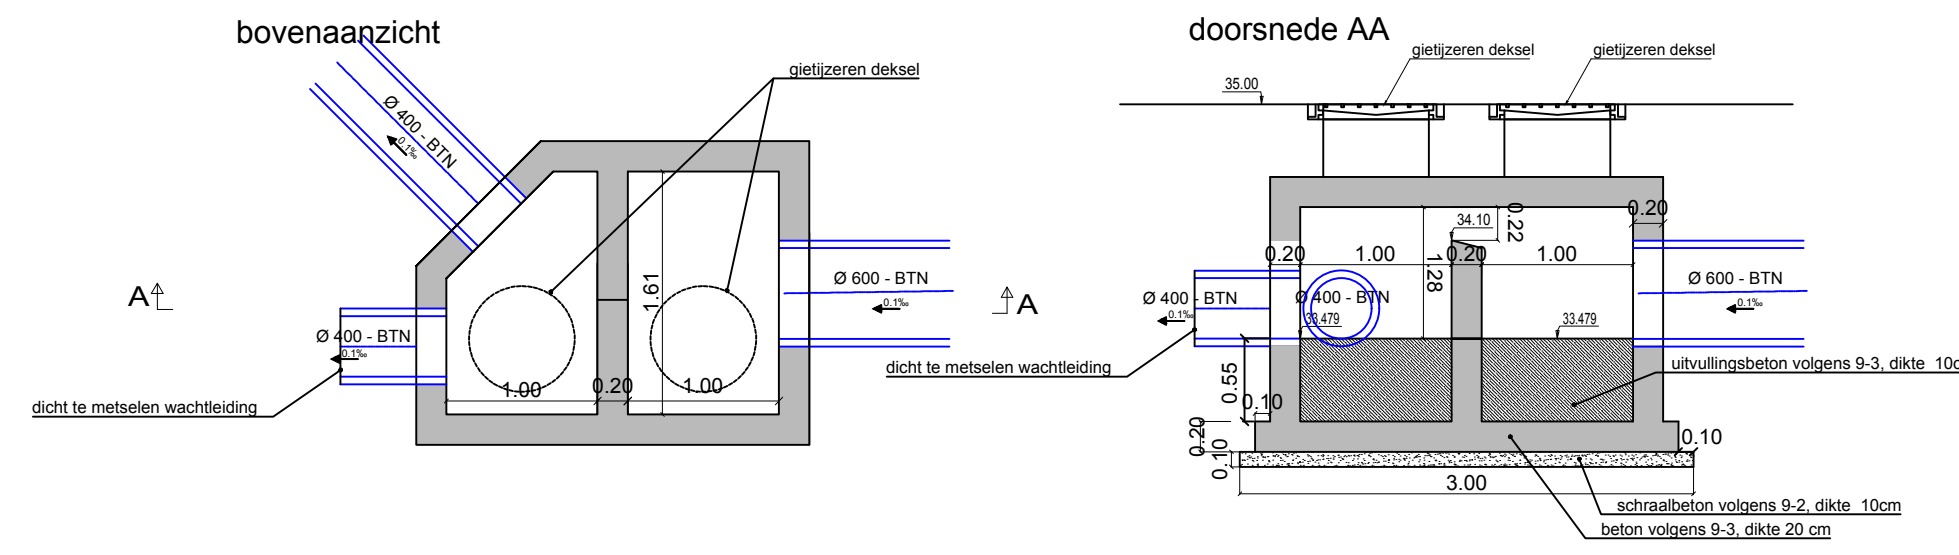 bovenaanzicht
gietijzeren deksel
Ø 400 - BTN
0.1‰
1.61
Ø 600 - BTN
0.1‰
A
A
Ø 400 - BTN
0.1‰
1.00
0.20
1.00
dicht te metselen wachtleiding
doorsnede AA
gietijzeren deksel
gietijzeren deksel
35.00
0.20
34.10
0.22
0.20
1.00
0.20
1.00
1.28
Ø 400 - BTN
0.1‰
Ø 400 - BTN
33.479
33.479
Ø 600 - BTN
0.1‰
dicht te metselen wachtleiding
uitvullingsbeton volgens 9-3, dikte 10c
0.55
0.10
0.20
0.10
0.10
3.00
schraalbeton volgens 9-2, dikte 10cm
beton volgens 9-3, dikte 20 cm